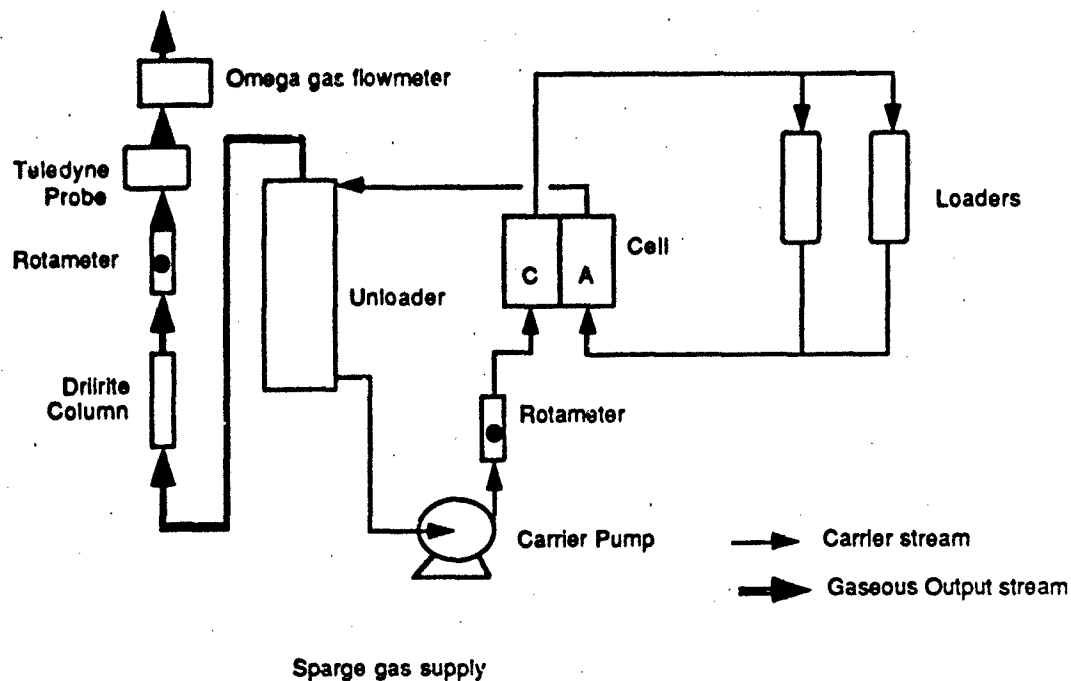 Omega gas flowmeter
Teledyne
Probe
Rotameter
Drlirite
Column
Unloader
C
A
Cell
Loaders
Rotameter
Carrier Pump
Carrier stream
Gaseous Output stream
Sparge gas supply